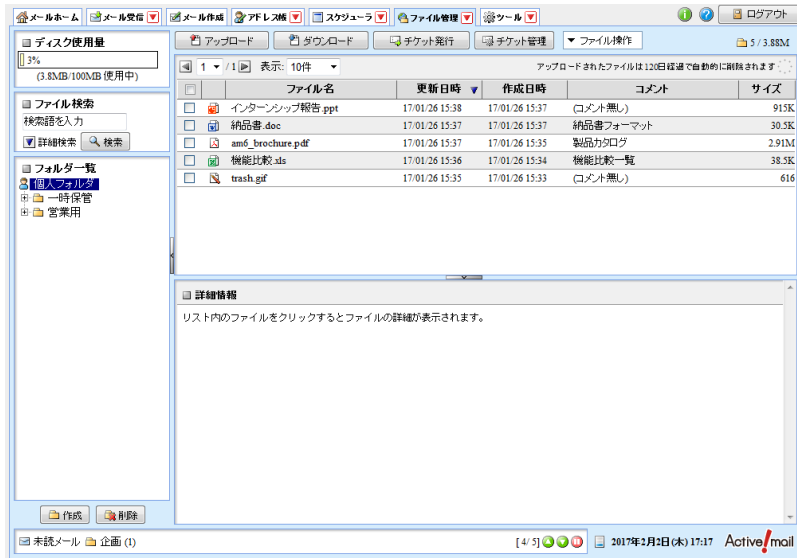 メールホーム メール受信 メール作成 アドレス帳 スケジューラ ファイル管理 ツール ログアウト
ディスク使用量
3%
(3.8MB/100MB 使用中)
ファイル検索
検索語を入力
詳細検索 検索
フォルダ一覧
個人フォルダ
一時保管
営業用
作成 削除
アップロード ダウンロード チケット発行 チケット管理 ファイル操作 5 / 3.88M
1 / 1 表示: 10件 アップロードされたファイルは120日経過で自動的に削除されます
ファイル名 更新日時 作成日時 コメント サイズ
インターンシップ報告.ppt 17/01/26 15:38 17/01/26 15:37 (コメント無し) 915K
納品書.doc 17/01/26 15:37 17/01/26 15:37 納品書フォーマット 30.5K
am6_brochure.pdf 17/01/26 15:37 17/01/26 15:35 製品カタログ 2.91M
機能比較.xls 17/01/26 15:36 17/01/26 15:34 機能比較一覧 38.5K
trash.gif 17/01/26 15:35 17/01/26 15:33 (コメント無し) 616
詳細情報
リスト内のファイルをクリックするとファイルの詳細が表示されます。
未読メール 企画 (1) [ 4/ 5] 2017年2月2日(木) 17:17 Active! mail